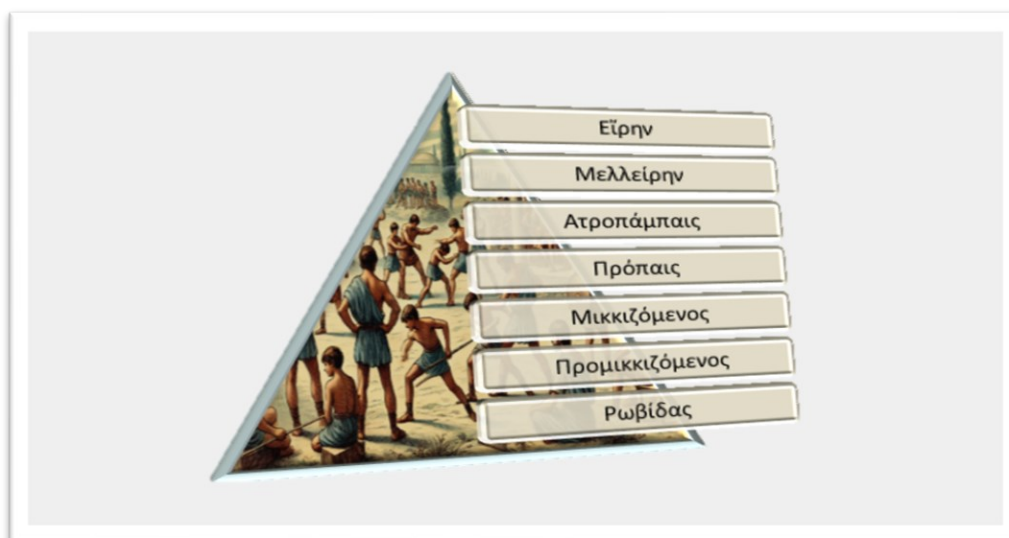 Εἴρην
Μελλείρην
Ατροπάμπαις
Πρόπαις
Μικκιζόμενος
Προμικκιζόμενος
Ρωβίδας